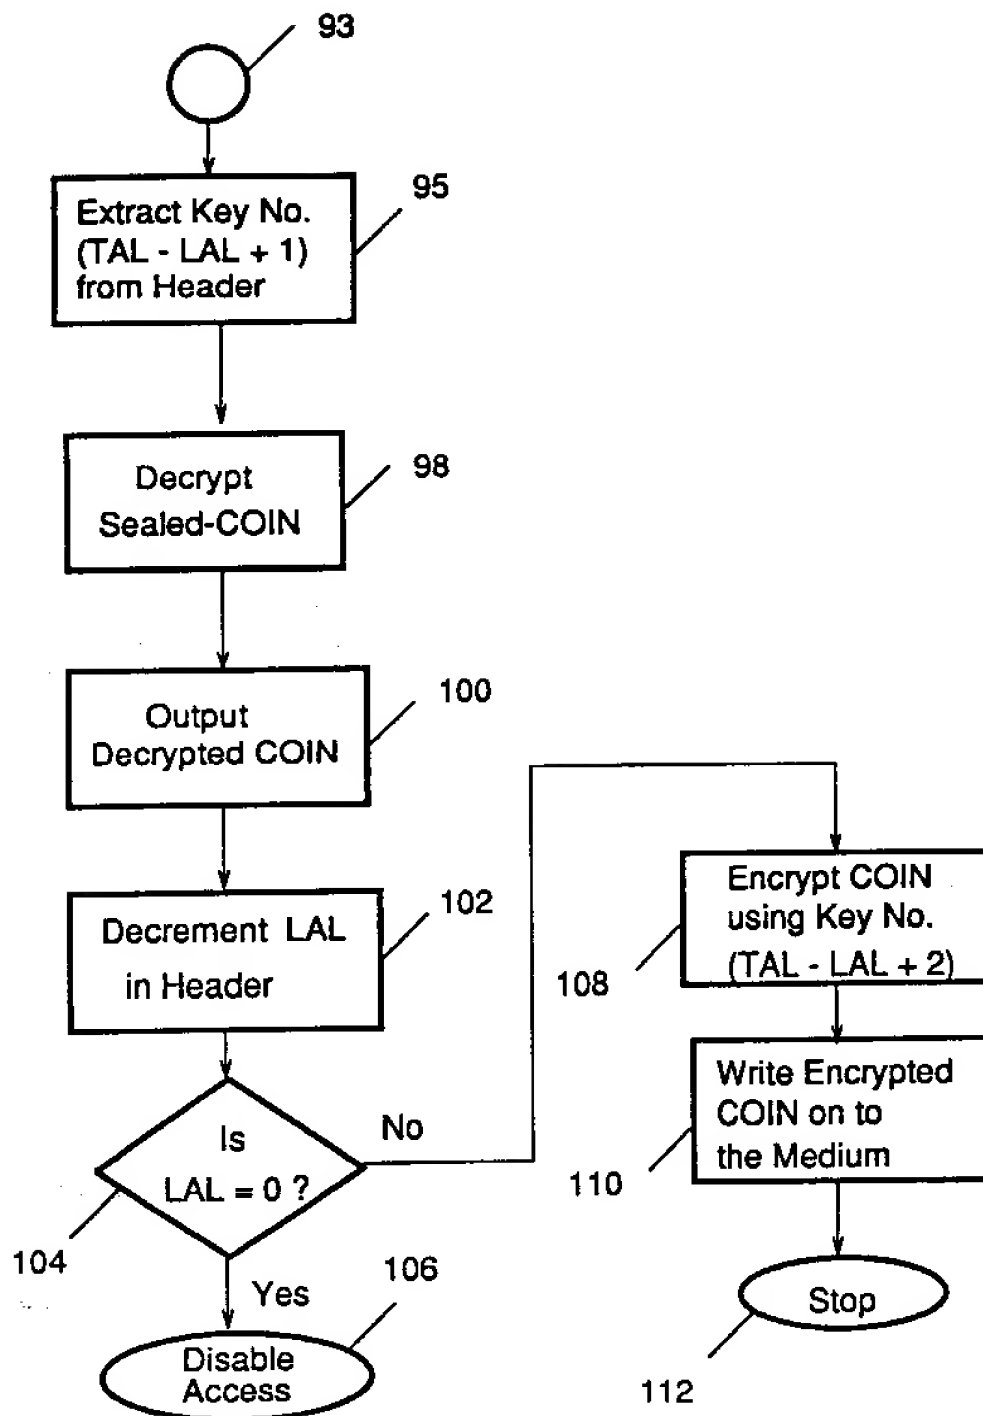 93
95
Extract Key No.
(TAL - LAL + 1)
from Header
98
Decrypt
Sealed-COIN
100
Output
Decrypted COIN
102
Decrement LAL
in Header
Is
LAL = 0 ?
No
104
Yes
106
Disable
Access
Encrypt COIN
using Key No.
(TAL - LAL + 2)
108
Write Encrypted
COIN on to
the Medium
110
Stop
112